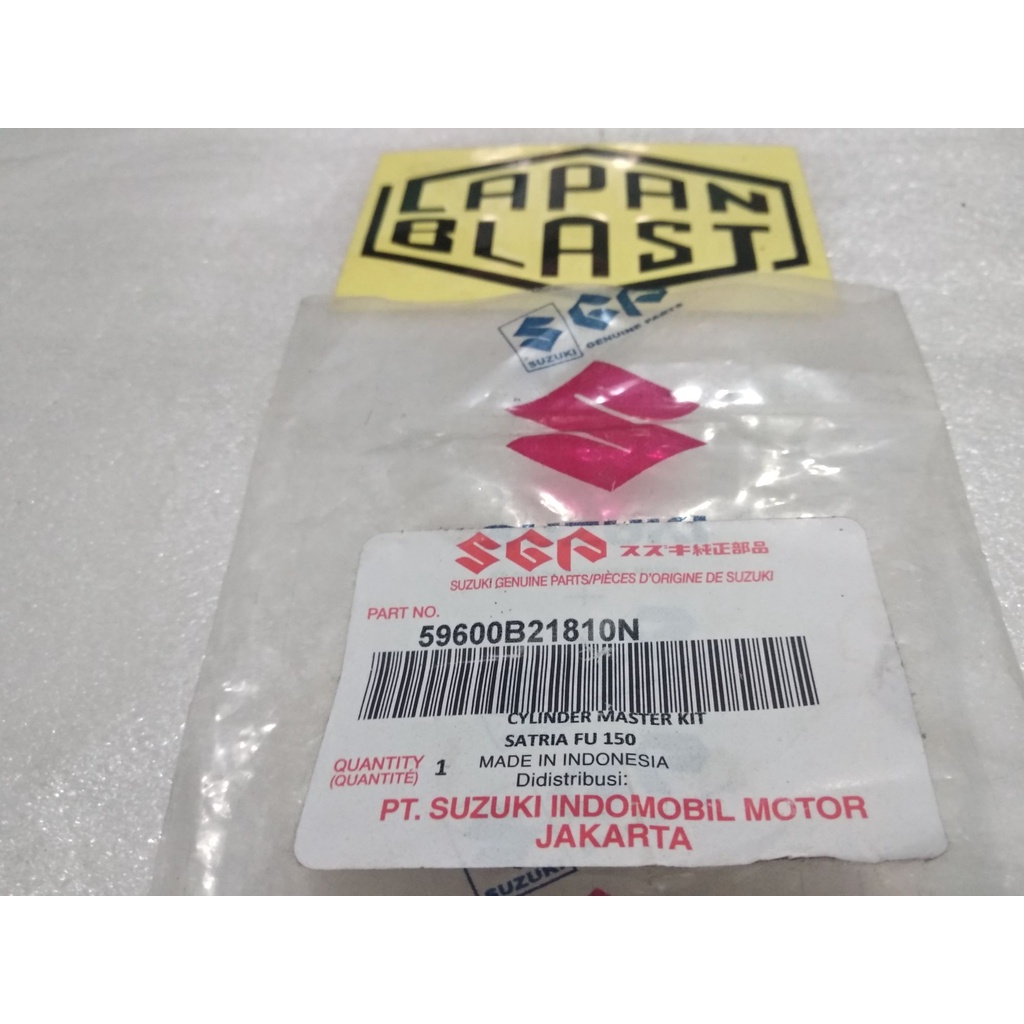 LAPAN
BLAST
SGP
SUZUKI GENUINE PARTS
SGP スズキ純正部品
SUZUKI GENUINE PARTS/PIÈCES D'ORIGINE DE SUZUKI
PART NO.
59600B21810N
CYLINDER MASTER KIT
SATRIA FU 150
QUANTITY 1 MADE IN INDONESIA
(QUANTITÉ) Didistribusi:
PT. SUZUKI INDOMOBiL MOTOR
JAKARTA
SUZUKI